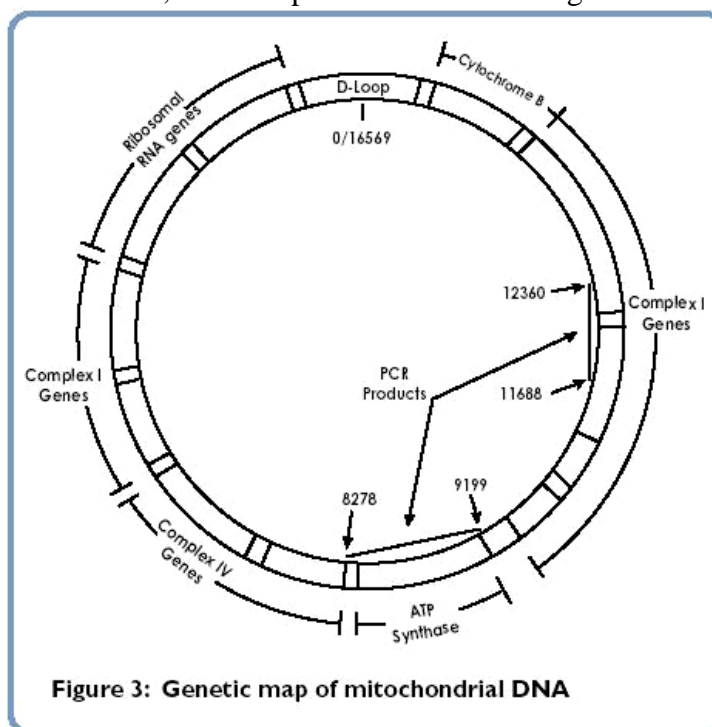 D-Loop
0/16569
Cytochrome B
Ribosomal
RNA genes
12360
Complex I
Genes
PCR
Products
11688
Complex I
Genes
9199
8278
Complex IV
Genes
ATP
Synthase
Figure 3: Genetic map of mitochondrial DNA